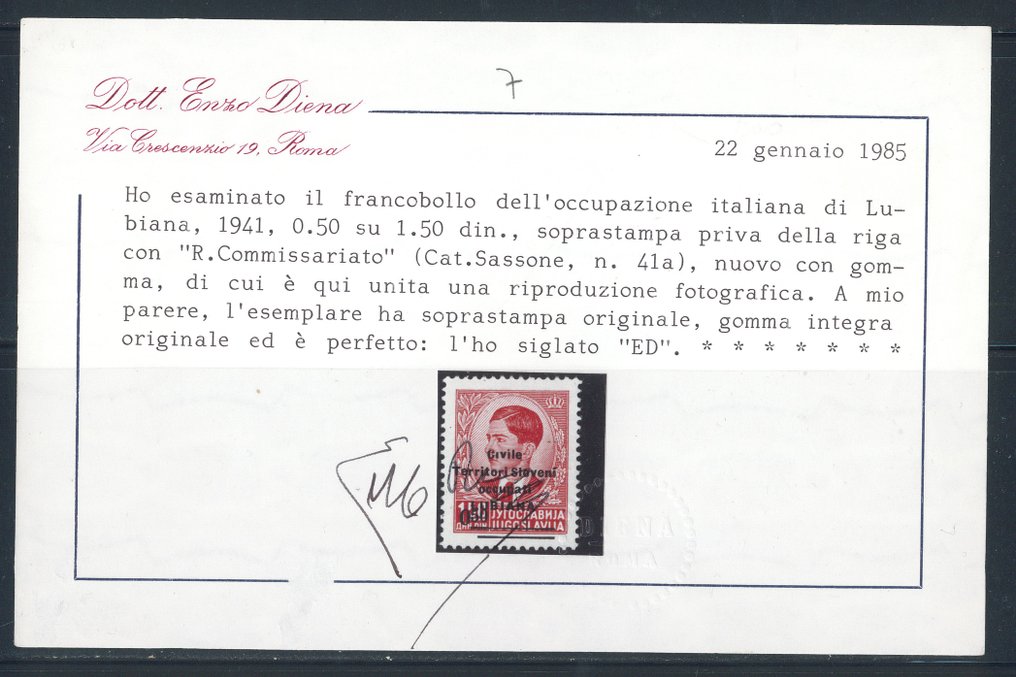 7
Dott. Enzo Diena
Via Crescenzio 19, Roma
22 gennaio 1985
Ho esaminato il francobollo dell'occupazione italiana di Lu-
biana, 1941, 0.50 su 1.50 din., soprastampa priva della riga
con "R.Commissariato" (Cat.Sassone, n. 41a), nuovo con gom-
ma, di cui è qui unita una riproduzione fotografica. A mio
parere, l'esemplare ha soprastampa originale, gomma integra
originale ed è perfetto: l'ho siglato "ED". * * * * * * *
Civile
Territori Sloveni
occupati
LUBIANA
0.50
ЈУГОСЛАВИЈА
JUGOSLAVIJA